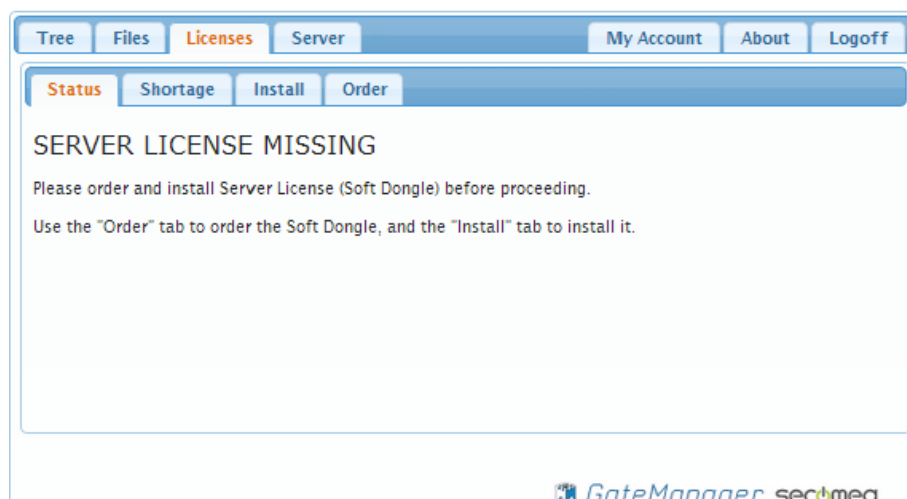 Tree Files Licenses Server My Account About Logoff
Status Shortage Install Order
SERVER LICENSE MISSING
Please order and install Server License (Soft Dongle) before proceeding.
Use the "Order" tab to order the Soft Dongle, and the "Install" tab to install it.
GateManager secomea